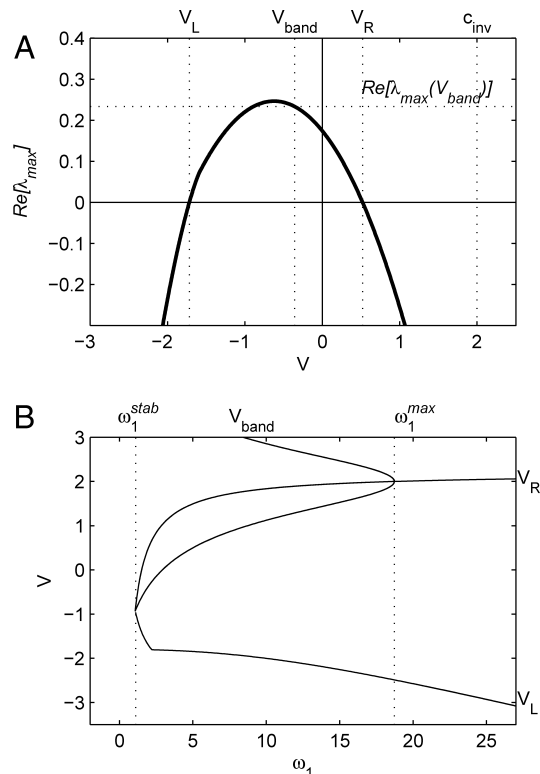 V_L V_band V_R c_inv
A
0.4
0.3
Re[λ_max(V_band)]
0.2
0.1
0
−0.1
−0.2
Re[λ_max]
−3 −2 −1 0 1 2
V
B
ω_1^stab V_band ω_1^max
3
2
V_R
1
0
−1
−2
−3
V_L
V
0 5 10 15 20 25
ω_1